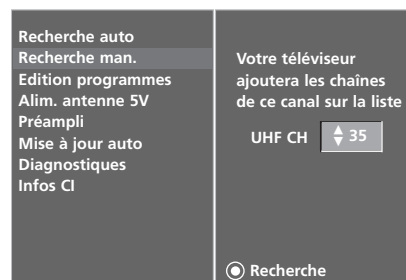 Recherche auto
Recherche man.
Edition programmes
Alim. antenne 5V
Préampli
Mise à jour auto
Diagnostiques
Infos CI
Votre téléviseur
ajoutera les chaînes
de ce canal sur la liste
UHF CH 35
Recherche